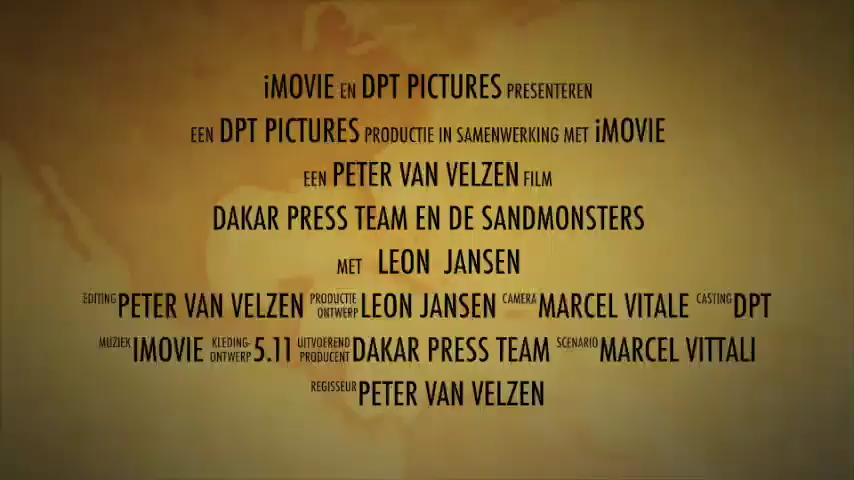 iMOVIE EN DPT PICTURES PRESENTEREN
EEN DPT PICTURES PRODUCTIE IN SAMENWERKING MET iMOVIE
EEN PETER VAN VELZEN FILM
DAKAR PRESS TEAM EN DE SANDMONSTERS
MET LEON JANSEN
EDITING PETER VAN VELZEN PRODUCTIE ONTWERP LEON JANSEN CAMERA MARCEL VITALE CASTING DPT
MUZIEK IMOVIE KLEDING- ONTWERP 5.11 UITVOEREND PRODUCENT DAKAR PRESS TEAM SCENARIO MARCEL VITTALI
REGISSEUR PETER VAN VELZEN